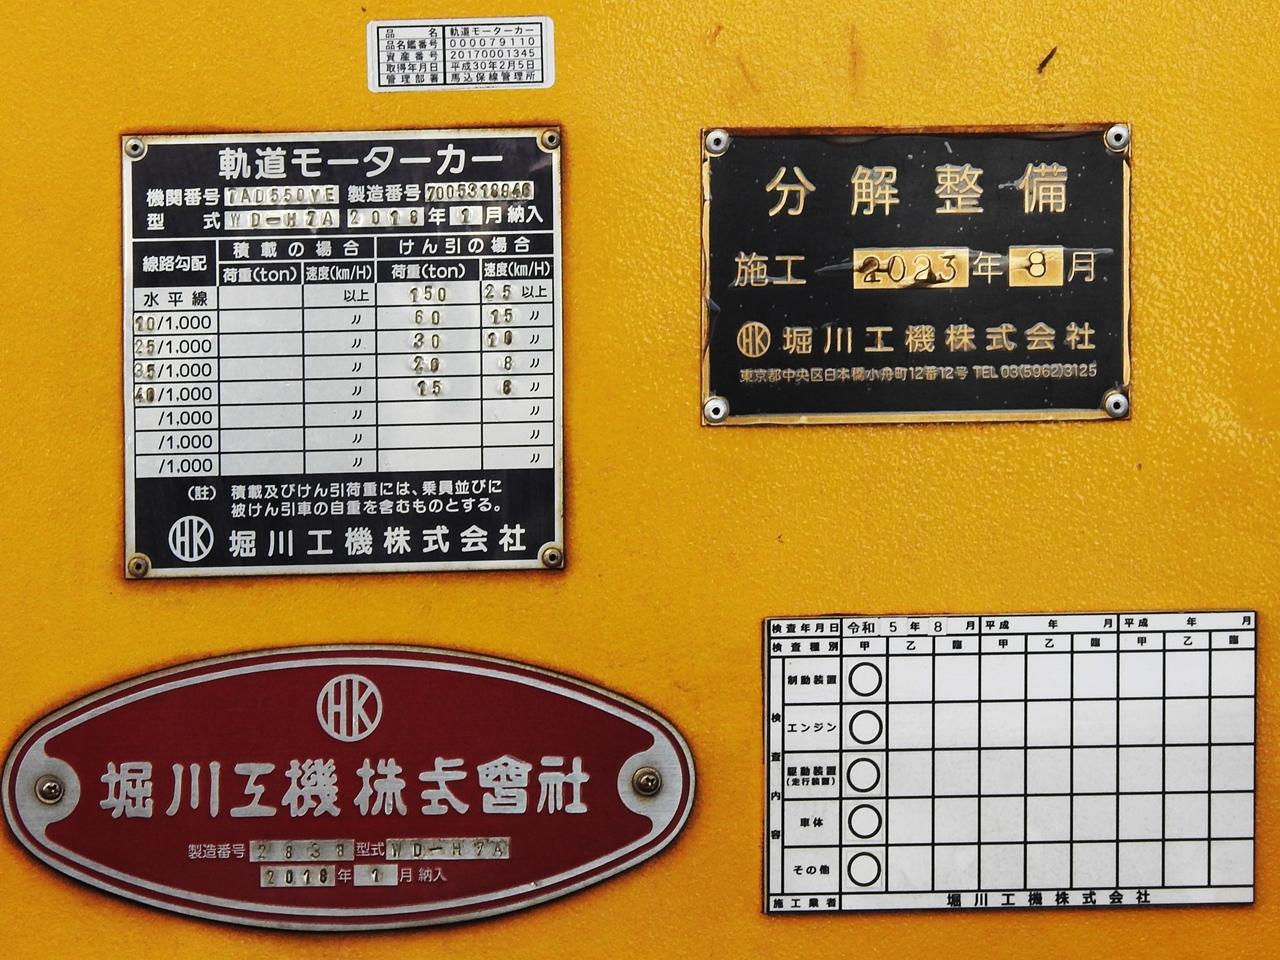 品名 軌道モーターカー
品名鑑番号 000079110
資産番号 20170001345
取得年月日 平成30年2月5日
管理部署 馬込保線管理所
軌道モーターカー
機関番号 7AD550YE 製造番号
型式 WD-H7A 2018年1月納入
線路勾配 積載の場合 けん引の場合
荷重(ton) 速度(km/H) 荷重(ton) 速度(km/H)
水平線 以上 150 25 以上
10/1.000 〃 60 15 〃
25/1.000 〃 30 10 〃
35/1.000 〃 20 8 〃
40/1.000 〃 15 6 〃
/1.000 〃 〃
/1.000 〃 〃
/1.000 〃 〃
(註) 積載及びけん引荷重には、乗員並びに
被けん引車の自重を含むものとする。
HK 堀川工機株式会社
分解整備
施工 2023年8月
HK 堀川工機株式会社
東京都中央区日本橋小舟町12番12号 TEL 03(5962)3125
HK
堀川工機株式會社
製造番号 2838 型式 WD-H7A
2018年1月納入
検査年月日 令和5年8月 平成 年 月 平成 年 月
検査種別 甲 乙 臨 甲 乙 臨 甲 乙 臨
検査内容
制動装置 ○
エンジン ○
駆動装置(走行装置) ○
車体 ○
その他 ○
施工業者 堀川工機株式会社